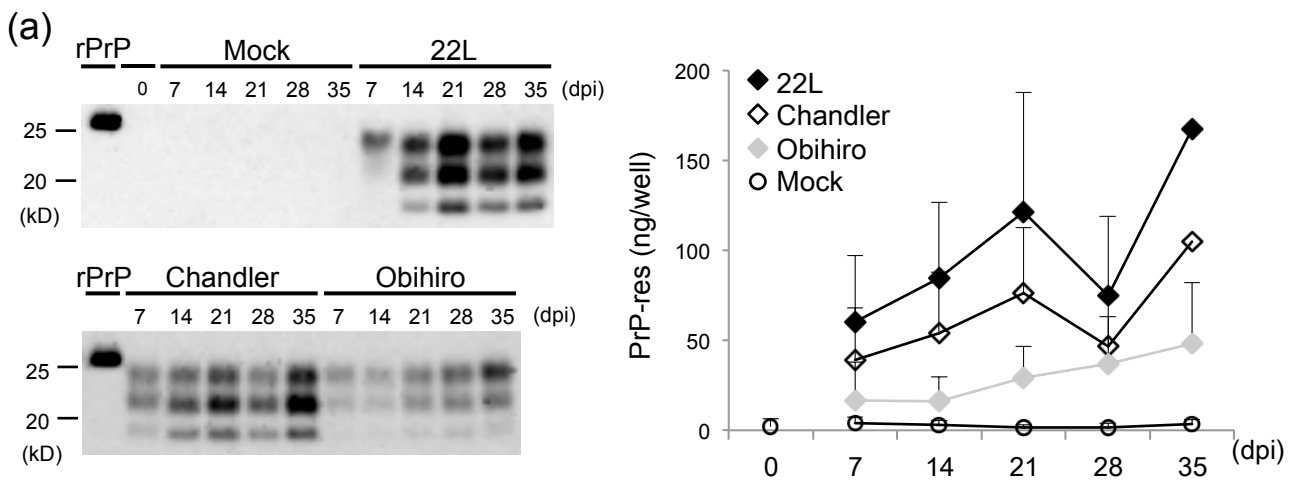 (a)
rPrP Mock 22L
0 7 14 21 28 35 7 14 21 28 35 (dpi)
25
20
(kD)
rPrP Chandler Obihiro
7 14 21 28 35 7 14 21 28 35 (dpi)
25
20
(kD)
PrP-res (ng/well)
200
150
100
50
0
22L
Chandler
Obihiro
Mock
0 7 14 21 28 35 (dpi)